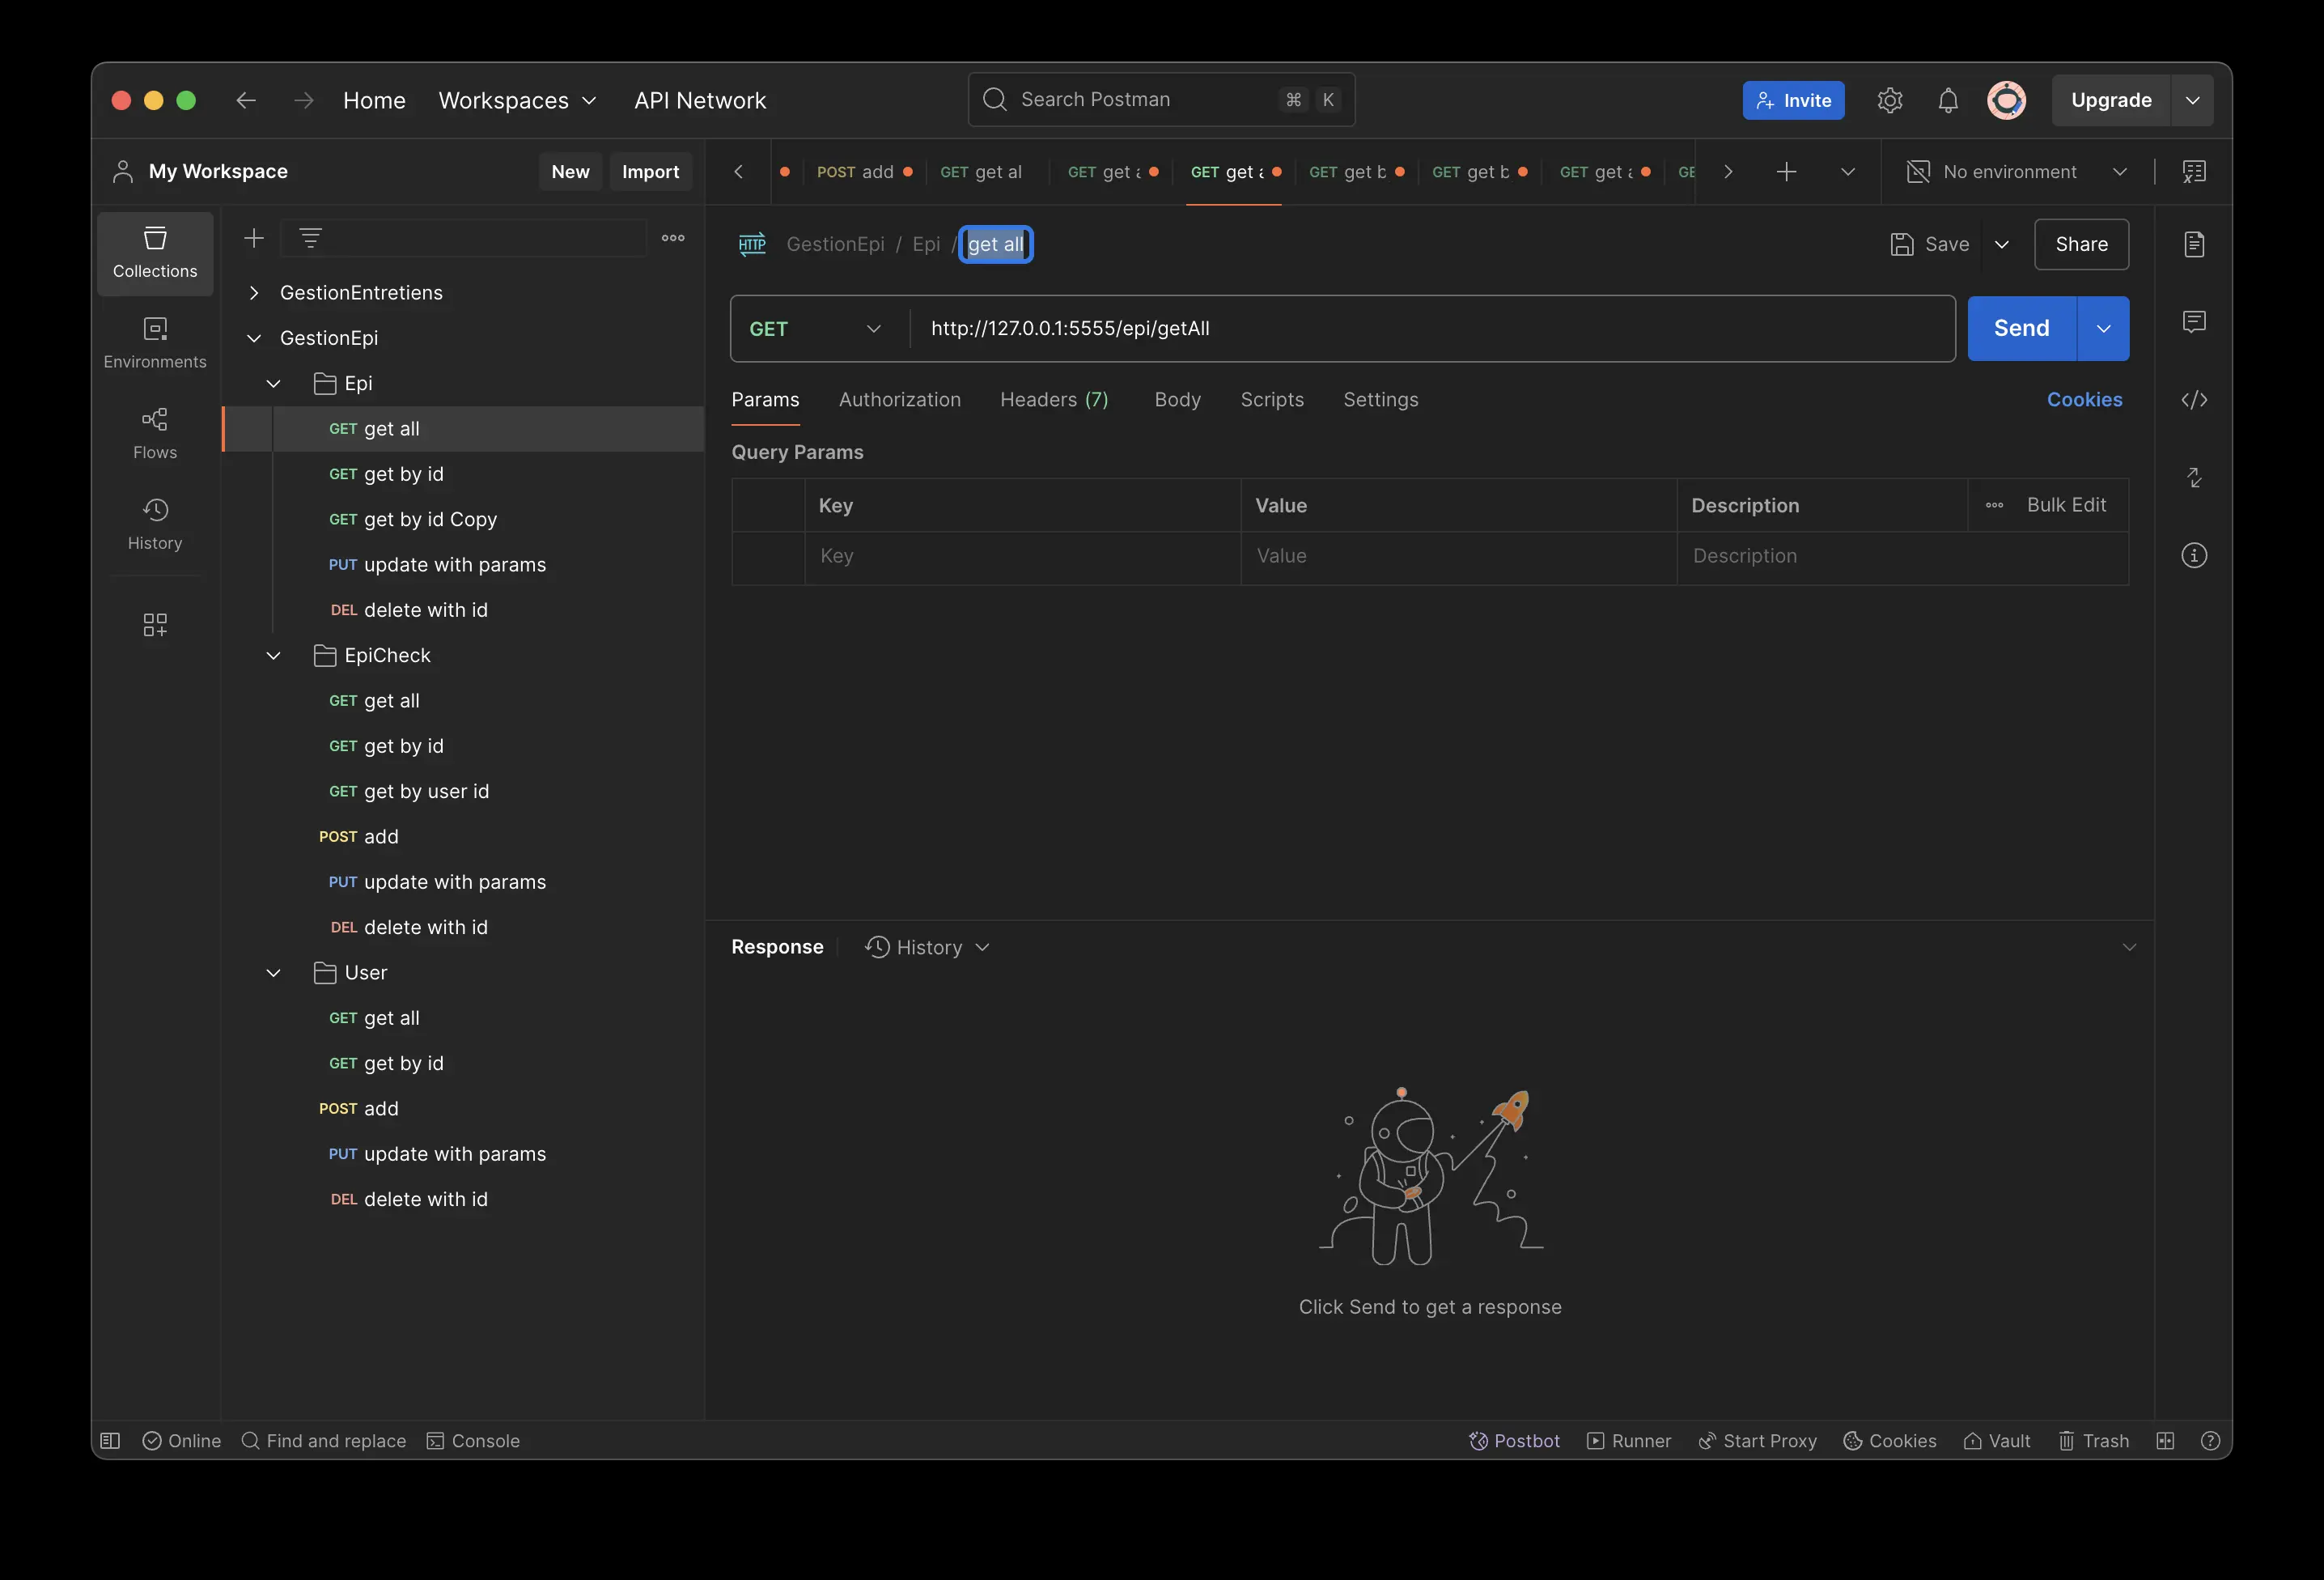 Home Workspaces API Network Search Postman ⌘ K Invite Upgrade
My Workspace New Import
POST add GET get al GET get a GET get a GET get b GET get b GET get a GE No environment
Collections
Environments
Flows
History
GestionEntretiens
GestionEpi
Epi
GET get all
GET get by id
GET get by id Copy
PUT update with params
DEL delete with id
EpiCheck
GET get all
GET get by id
GET get by user id
POST add
PUT update with params
DEL delete with id
User
GET get all
GET get by id
POST add
PUT update with params
DEL delete with id
HTTP GestionEpi / Epi / get all Save Share
GET http://127.0.0.1:5555/epi/getAll Send
Params Authorization Headers (7) Body Scripts Settings Cookies
Query Params
Key Value Description Bulk Edit
Key Value Description
Response History
Click Send to get a response
Online Find and replace Console Postbot Runner Start Proxy Cookies Vault Trash